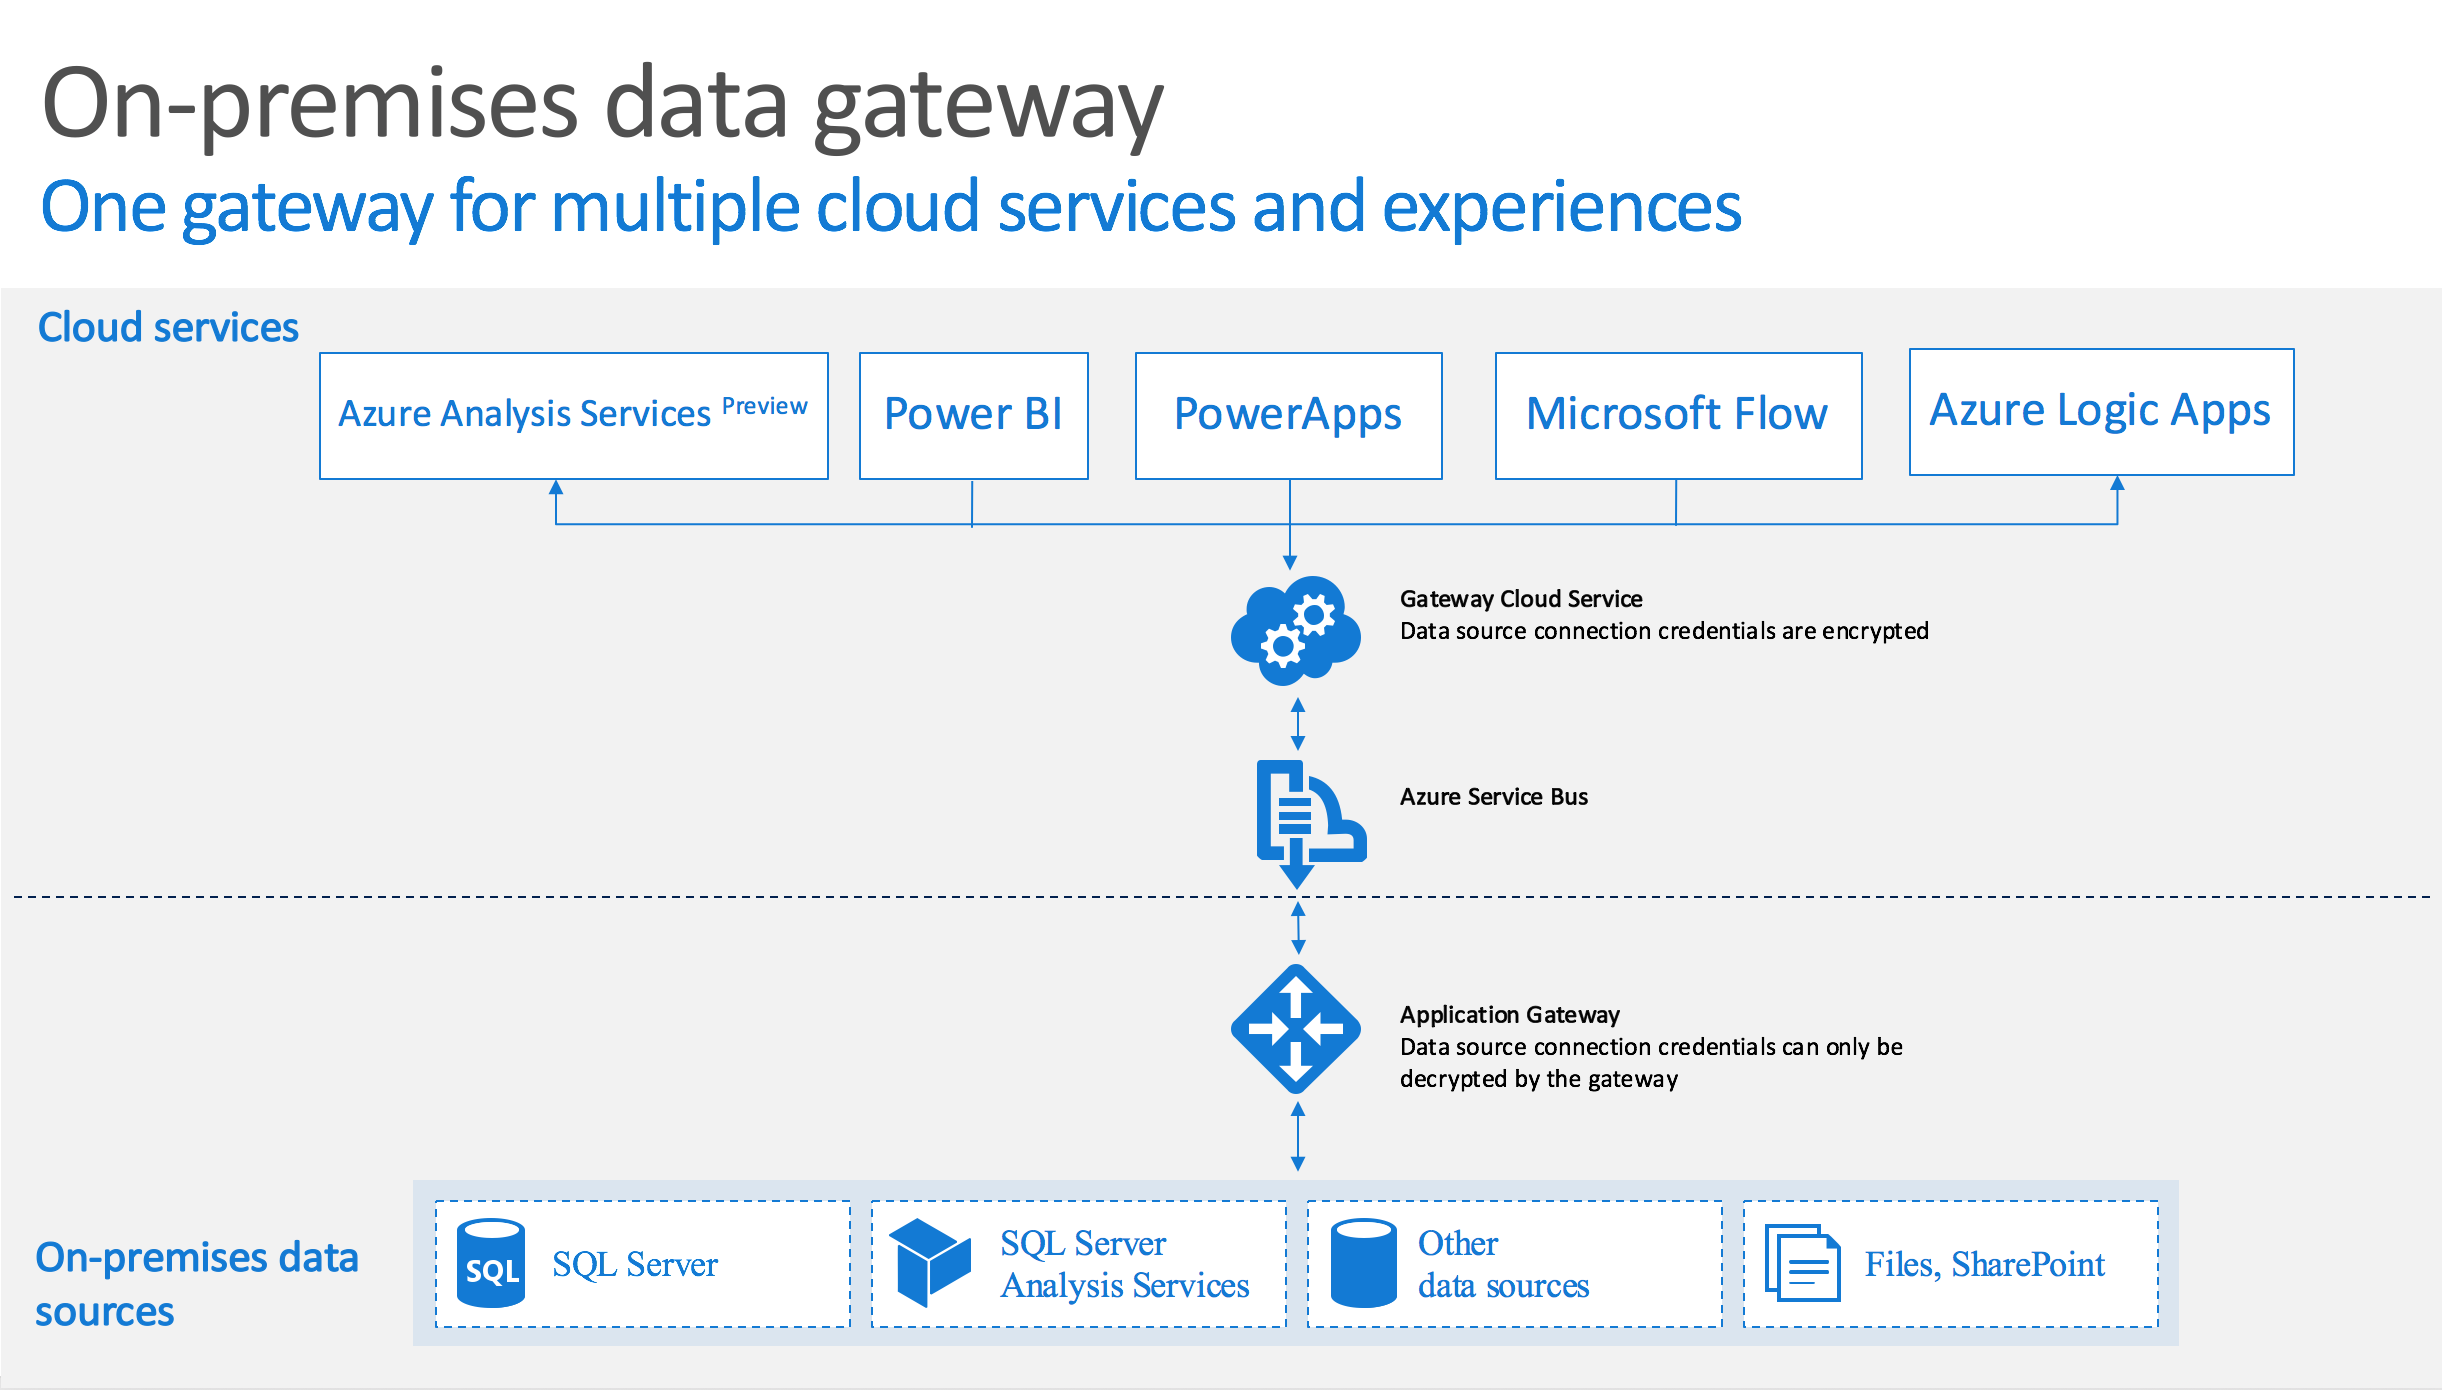 On-premises data gateway
One gateway for multiple cloud services and experiences
Cloud services
Azure Analysis Services Preview
Power BI
PowerApps
Microsoft Flow
Azure Logic Apps
Gateway Cloud Service
Data source connection credentials are encrypted
Azure Service Bus
Application Gateway
Data source connection credentials can only be
decrypted by the gateway
On-premises data
sources
SQL
SQL Server
SQL Server
Analysis Services
Other
data sources
Files, SharePoint